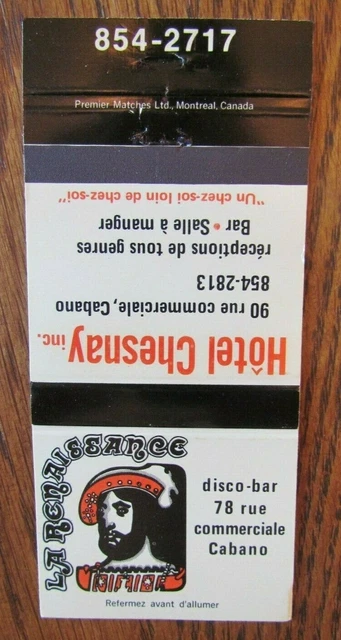 854-2717
Premier Matches Ltd., Montreal, Canada
Hôtel Chesnay inc.
90 rue commerciale, Cabano
854-2813
réceptions de tous genres
Bar • Salle à manger
"Un chez-soi loin de chez-soi"
LA RENAISSANCE
disco-bar
78 rue
commerciale
Cabano
Refermez avant d'allumer